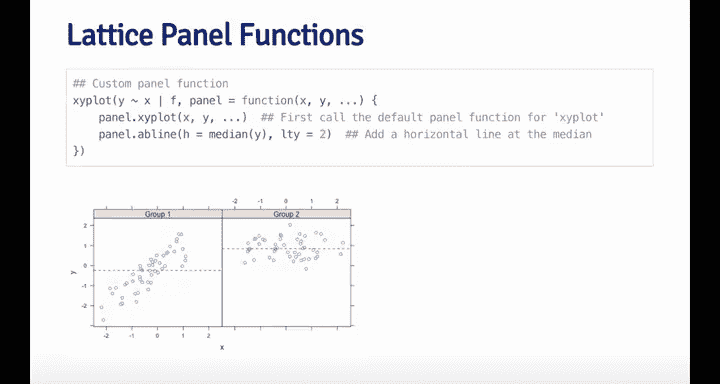 Lattice Panel Functions
## Custom panel function
xyplot(y ~ x | f, panel = function(x, y, ...) {
    panel.xyplot(x, y, ...)  ## First call the default panel function for 'xyplot'
    panel.abline(h = median(y), lty = 2)  ## Add a horizontal line at the median
})
-2 -1 0 1 2
Group 1 Group 2
2
1
0
-1
-2
y
-2 -1 0 1 2
x